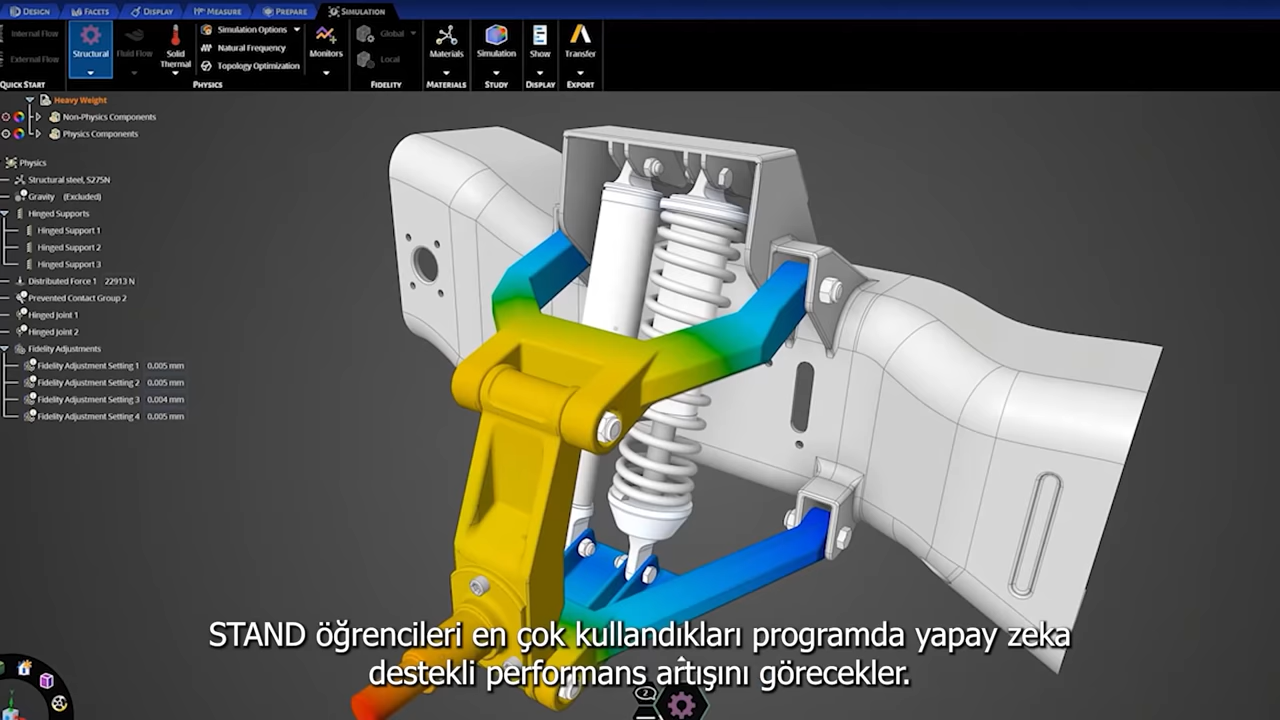 DESIGN FACETS DISPLAY MEASURE PREPARE SIMULATION
Internal Flow
External Flow
QUICK START
Structural
Fluid Flow
Solid
Thermal
Simulation Options
Natural Frequency
Topology Optimization
PHYSICS
Monitors
Global
Local
FIDELITY
Materials
MATERIALS
Simulation
STUDY
Show
DISPLAY
Transfer
EXPORT
Heavy Weight
Non-Physics Components
Physics Components
Physics
Structural steel, S275N
Gravity (Excluded)
Hinged Supports
Hinged Support 1
Hinged Support 2
Hinged Support 3
Distributed Force 1 22913 N
Prevented Contact Group 2
Hinged Joint 1
Hinged Joint 2
Fidelity Adjustments
Fidelity Adjustment Setting 1 0.005 mm
Fidelity Adjustment Setting 2 0.005 mm
Fidelity Adjustment Setting 3 0.004 mm
Fidelity Adjustment Setting 4 0.005 mm
STAND öğrencileri en çok kullandıkları programda yapay zeka
destekli performans artışını görecekler.